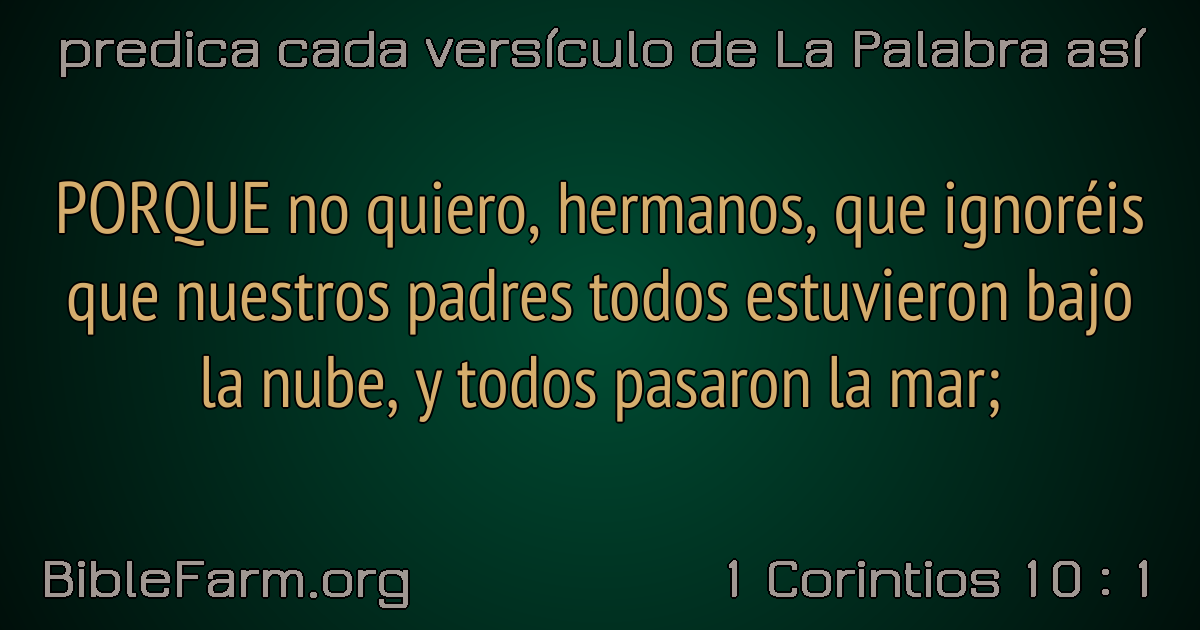 predica cada versículo de La Palabra así
PORQUE no quiero, hermanos, que ignoréis
que nuestros padres todos estuvieron bajo
la nube, y todos pasaron la mar;
BibleFarm.org
1 Corintios 10 : 1